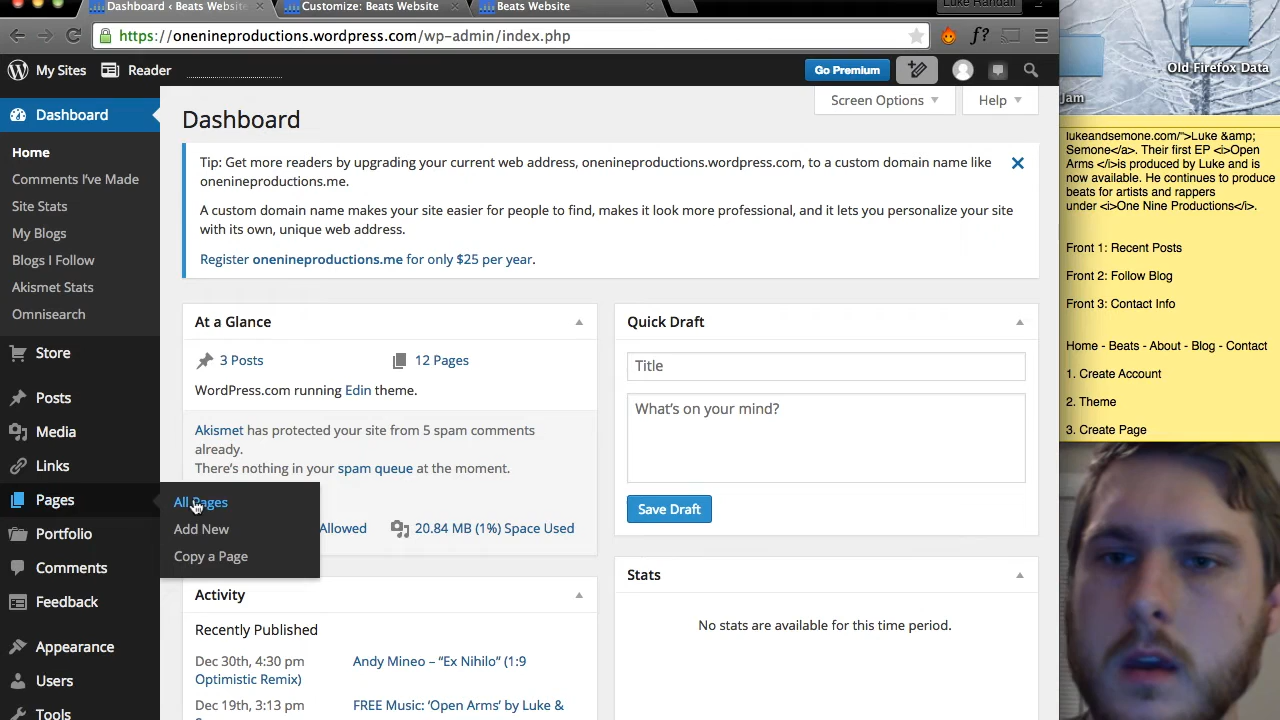 Dashboard ‹ Beats Website
Customize: Beats Website
Beats Website
Luke Randall
https://onenineproductions.wordpress.com/wp-admin/index.php
f?
My Sites
Reader
Go Premium
Old Firefox Data
Jam
Dashboard
Home
Comments I've Made
Site Stats
My Blogs
Blogs I Follow
Akismet Stats
Omnisearch
Store
Posts
Media
Links
Pages
Portfolio
Comments
Feedback
Appearance
Users
Tools
All Pages
Add New
Copy a Page
Screen Options
Help
Dashboard
Tip: Get more readers by upgrading your current web address, onenineproductions.wordpress.com, to a custom domain name like
onenineproductions.me.
A custom domain name makes your site easier for people to find, makes it look more professional, and it lets you personalize your site
with its own, unique web address.
Register onenineproductions.me for only $25 per year.
At a Glance
3 Posts
12 Pages
WordPress.com running Edin theme.
Akismet has protected your site from 5 spam comments
already.
There's nothing in your spam queue at the moment.
Allowed
20.84 MB (1%) Space Used
Activity
Recently Published
Dec 30th, 4:30 pm
Andy Mineo – "Ex Nihilo" (1:9
Optimistic Remix)
Dec 19th, 3:13 pm
FREE Music: 'Open Arms' by Luke &
Quick Draft
Title
What's on your mind?
Save Draft
Stats
No stats are available for this time period.
lukeandsemone.com/">Luke &amp;
Semone</a>. Their first EP <i>Open
Arms </i>is produced by Luke and is
now available. He continues to produce
beats for artists and rappers
under <i>One Nine Productions</i>.
Front 1: Recent Posts
Front 2: Follow Blog
Front 3: Contact Info
Home - Beats - About - Blog - Contact
1. Create Account
2. Theme
3. Create Page